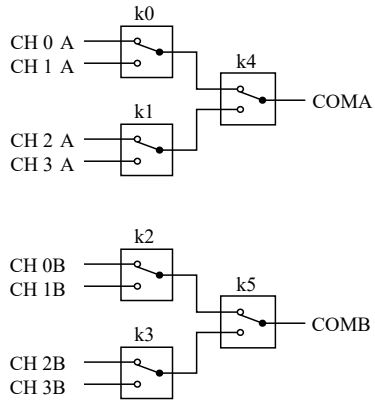 k0
CH 0 A
CH 1 A
k4
COMA
k1
CH 2 A
CH 3 A
k2
CH 0B
CH 1B
k5
COMB
k3
CH 2B
CH 3B